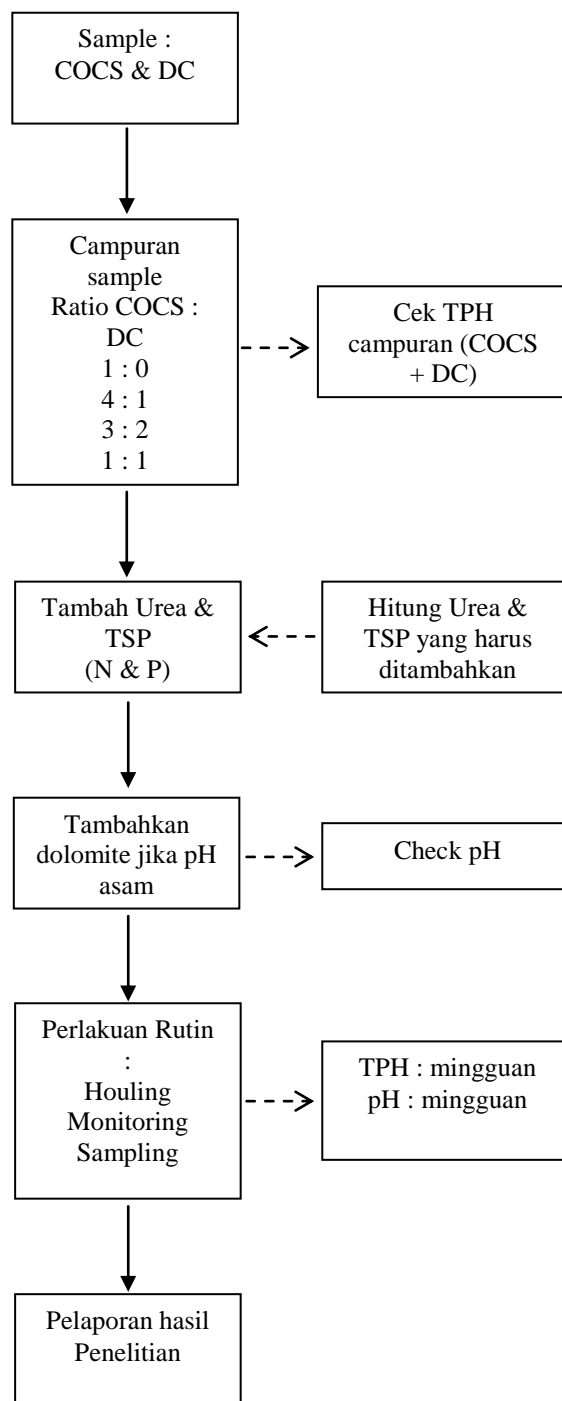 Sample :
COCS & DC
Campuran
sample
Ratio COCS :
DC
1 : 0
4 : 1
3 : 2
1 : 1
Cek TPH
campuran (COCS
+ DC)
Tambah Urea &
TSP
(N & P)
Hitung Urea &
TSP yang harus
ditambahkan
Tambahkan
dolomite jika pH
asam
Check pH
Perlakuan Rutin
:
Houling
Monitoring
Sampling
TPH : mingguan
pH : mingguan
Pelaporan hasil
Penelitian